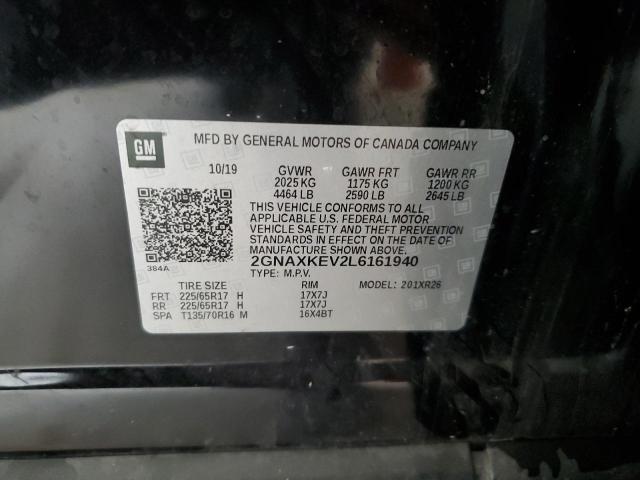 GM
MFD BY GENERAL MOTORS OF CANADA COMPANY
10/19 GVWR GAWR FRT GAWR RR
2025 KG 1175 KG 1200 KG
4464 LB 2590 LB 2645 LB
THIS VEHICLE CONFORMS TO ALL
APPLICABLE U.S. FEDERAL MOTOR
VEHICLE SAFETY AND THEFT PREVENTION
STANDARDS IN EFFECT ON THE DATE OF
MANUFACTURE SHOWN ABOVE.
384A 2GNAXKEV2L6161940
TYPE: M.P.V.
TIRE SIZE RIM MODEL: 201XR26
FRT 225/65R17 H 17X7J
RR 225/65R17 H 17X7J
SPA T135/70R16 M 16X4BT